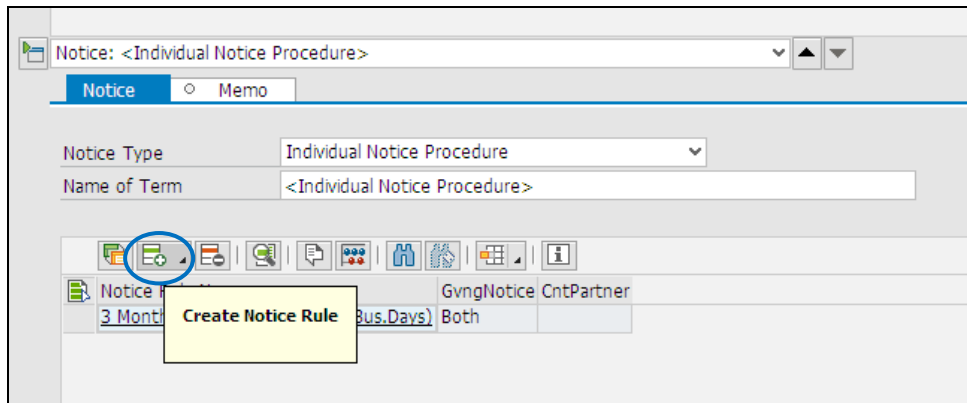 Notice: <Individual Notice Procedure>
Notice Memo
Notice Type Individual Notice Procedure
Name of Term <Individual Notice Procedure>
Notice GvngNotice CntPartner
3 Bus.Days) Both
Create Notice Rule